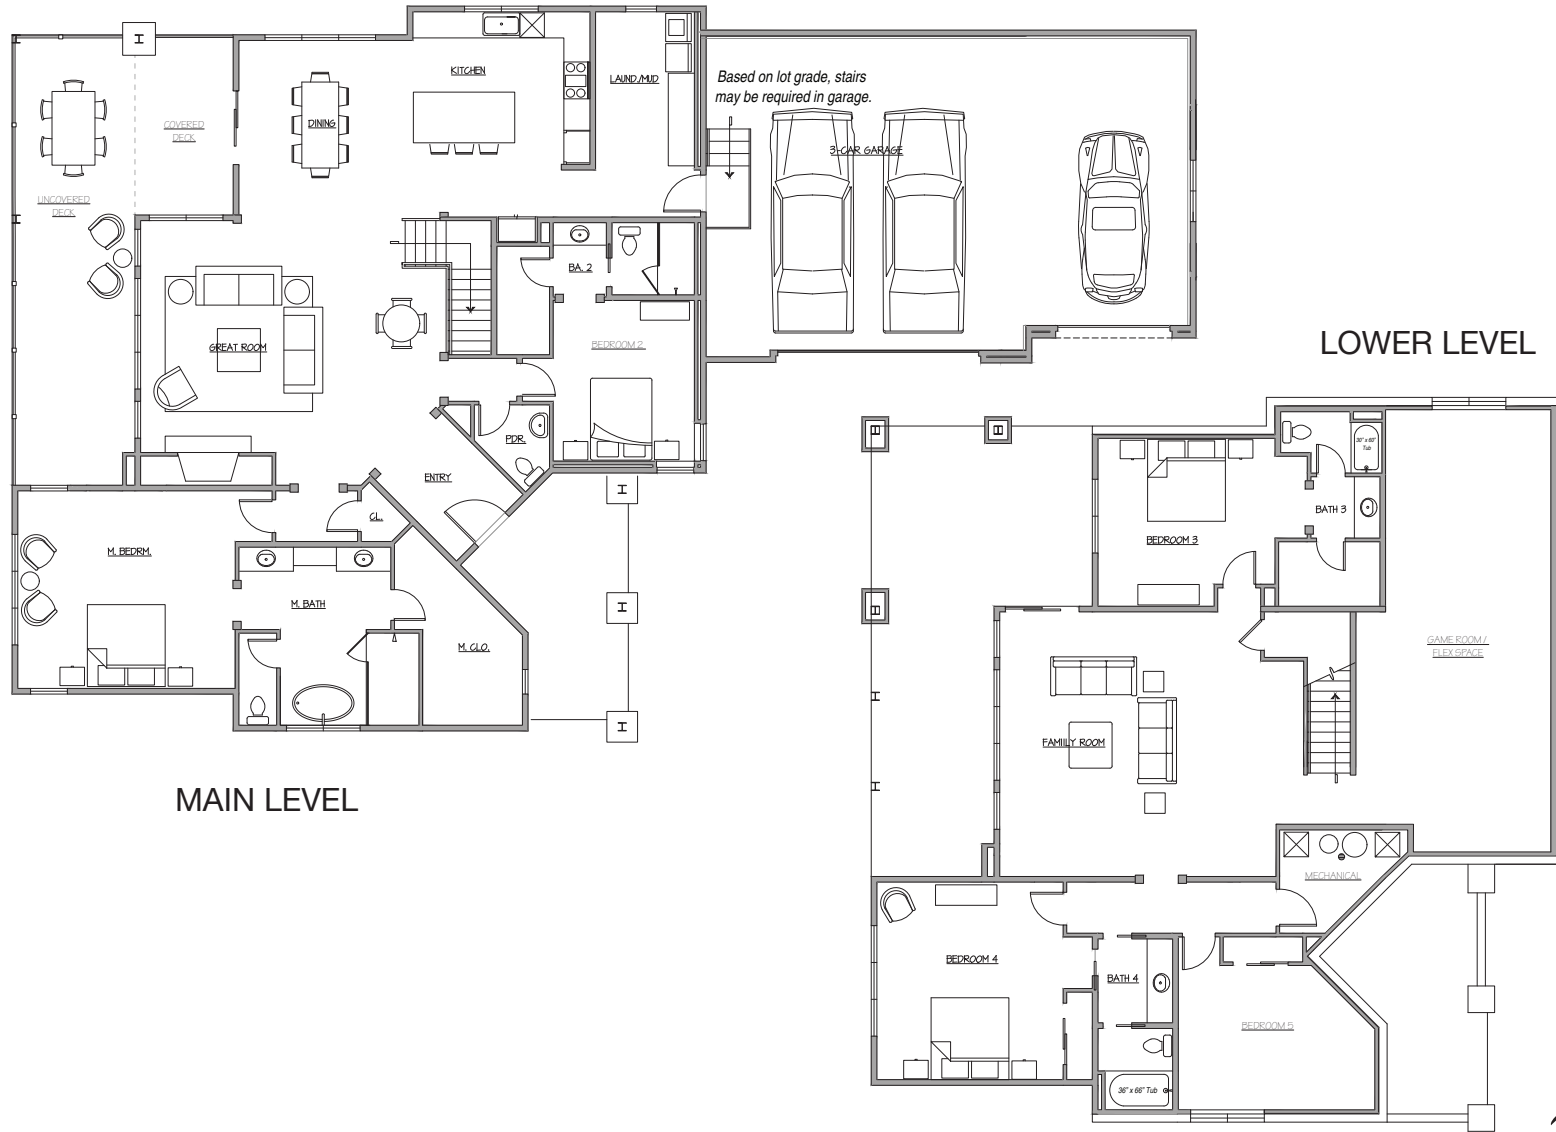 KITCHEN
LAUND./MUD
Based on lot grade, stairs
may be required in garage.
DINING
COVERED
DECK
3-CAR GARAGE
UNCOVERED
DECK
BA. 2
GREAT ROOM
BEDROOM 2
PDR.
ENTRY
CL.
M. BEDRM.
M. BATH
M. CLO.
MAIN LEVEL
LOWER LEVEL
30" x 60"
Tub
BATH 3
BEDROOM 3
GAME ROOM /
FLEX SPACE
FAMIILY ROOM
MECHANICAL
BEDROOM 4
BATH 4
BEDROOM 5
36" x 66" Tub